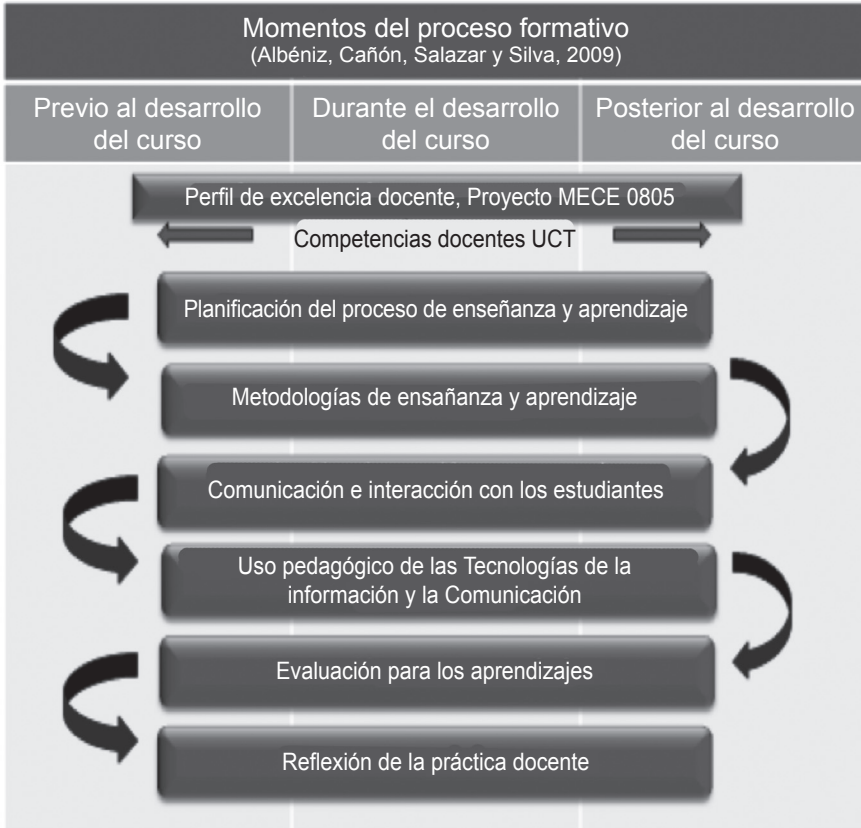 Momentos del proceso formativo
(Albéniz, Cañón, Salazar y Silva, 2009)
Previo al desarrollo
del curso
Durante el desarrollo
del curso
Posterior al desarrollo
del curso
Perfil de excelencia docente, Proyecto MECE 0805
Competencias docentes UCT
Planificación del proceso de enseñanza y aprendizaje
Metodologías de ensañanza y aprendizaje
Comunicación e interacción con los estudiantes
Uso pedagógico de las Tecnologías de la
información y la Comunicación
Evaluación para los aprendizajes
Reflexión de la práctica docente